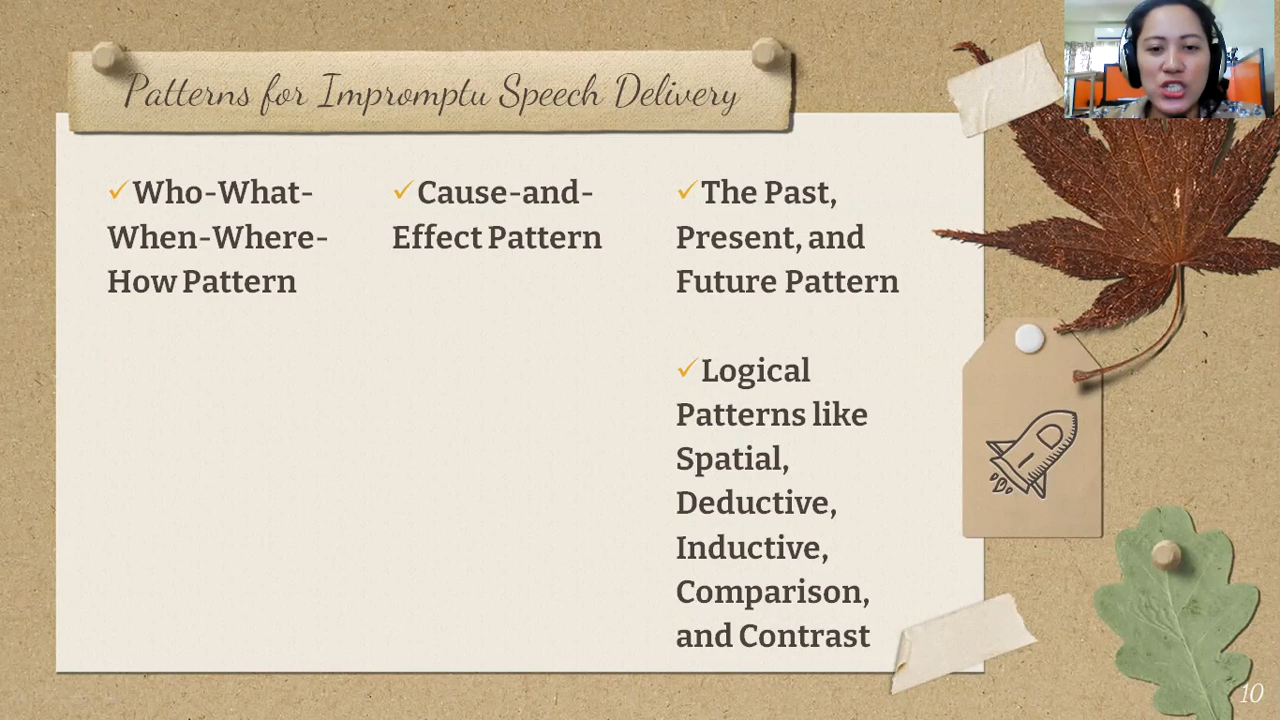 Patterns for Impromptu Speech Delivery
✓Who-What-
When-Where-
How Pattern
✓Cause-and-
Effect Pattern
✓The Past,
Present, and
Future Pattern
✓Logical
Patterns like
Spatial,
Deductive,
Inductive,
Comparison,
and Contrast
10